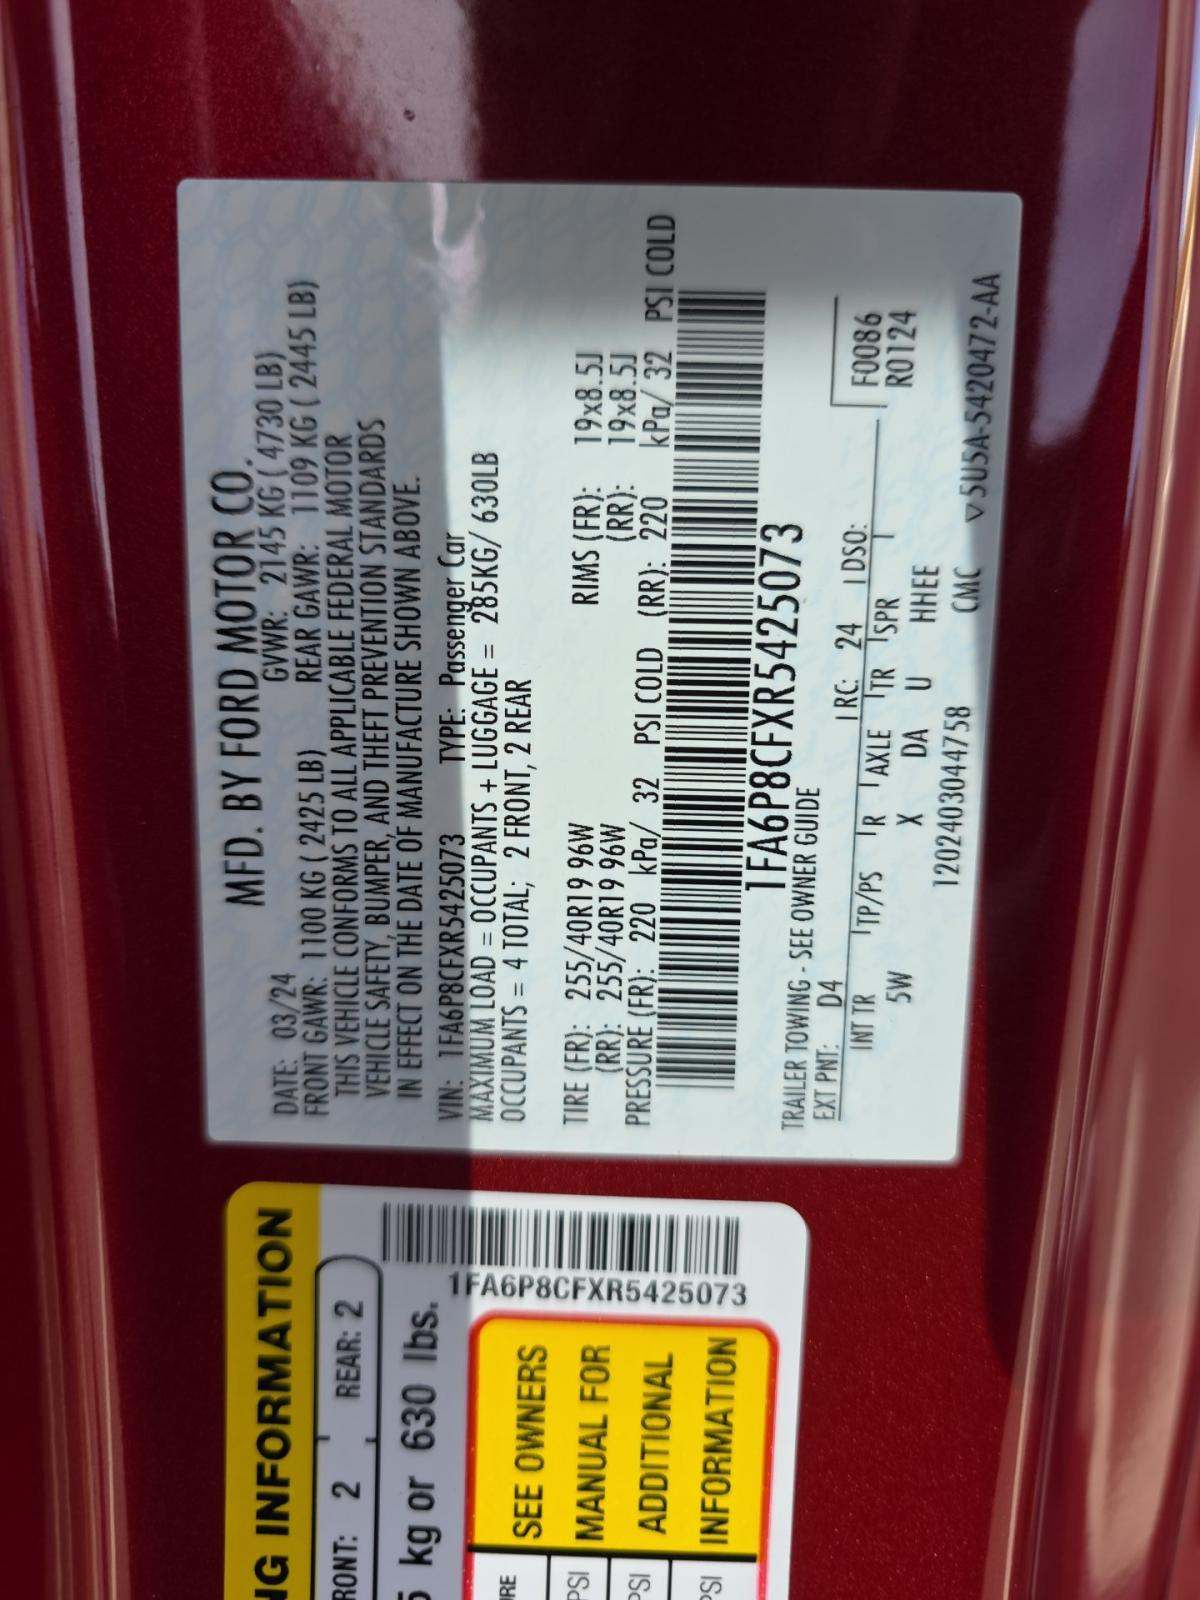 MFD. BY FORD MOTOR CO.
DATE: 03/24 GVWR: 2145 KG ( 4730 LB)
FRONT GAWR: 1100 KG ( 2425 LB) REAR GAWR: 1109 KG ( 2445 LB)
THIS VEHICLE CONFORMS TO ALL APPLICABLE FEDERAL MOTOR
VEHICLE SAFETY, BUMPER, AND THEFT PREVENTION STANDARDS
IN EFFECT ON THE DATE OF MANUFACTURE SHOWN ABOVE.
VIN: 1FA6P8CFXR5425073 TYPE: Passenger Car
MAXIMUM LOAD = OCCUPANTS + LUGGAGE = 285KG/ 630LB
OCCUPANTS = 4 TOTAL; 2 FRONT, 2 REAR
TIRE (FR): 255/40R19 96W RIMS (FR): 19x8.5J
(RR): 255/40R19 96W (RR): 19x8.5J
PRESSURE (FR): 220 kPa/ 32 PSI COLD (RR): 220 kPa/ 32 PSI COLD
1FA6P8CFXR5425073
TRAILER TOWING - SEE OWNER GUIDE
EXT PNT: D4 RC: 24 DSO:
F0086
R0124
INT TR TP/PS R AXLE TR SPR
5W X DA U HHEE
120240304758 CMC ▽5U5A-5420472-AA
NG INFORMATION
RONT: 2 REAR: 2
5 kg or 630 lbs.
1FA6P8CFXR5425073
SEE OWNERS
MANUAL FOR
ADDITIONAL
INFORMATION
URE
PSI
PSI
PSI